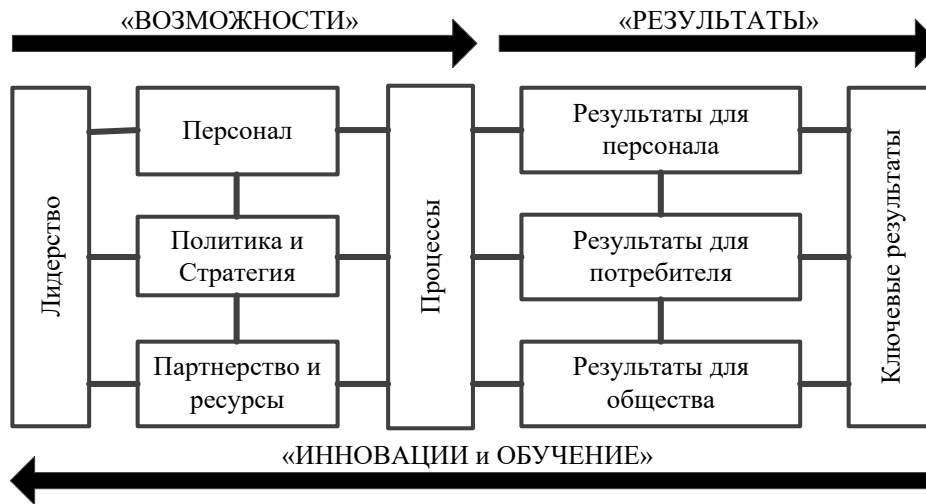 «ВОЗМОЖНОСТИ»
«РЕЗУЛЬТАТЫ»
Лидерство
Персонал
Политика и
Стратегия
Партнерство и
ресурсы
Процессы
Результаты для
персонала
Результаты для
потребителя
Результаты для
общества
Ключевые результаты
«ИННОВАЦИИ и ОБУЧЕНИЕ»